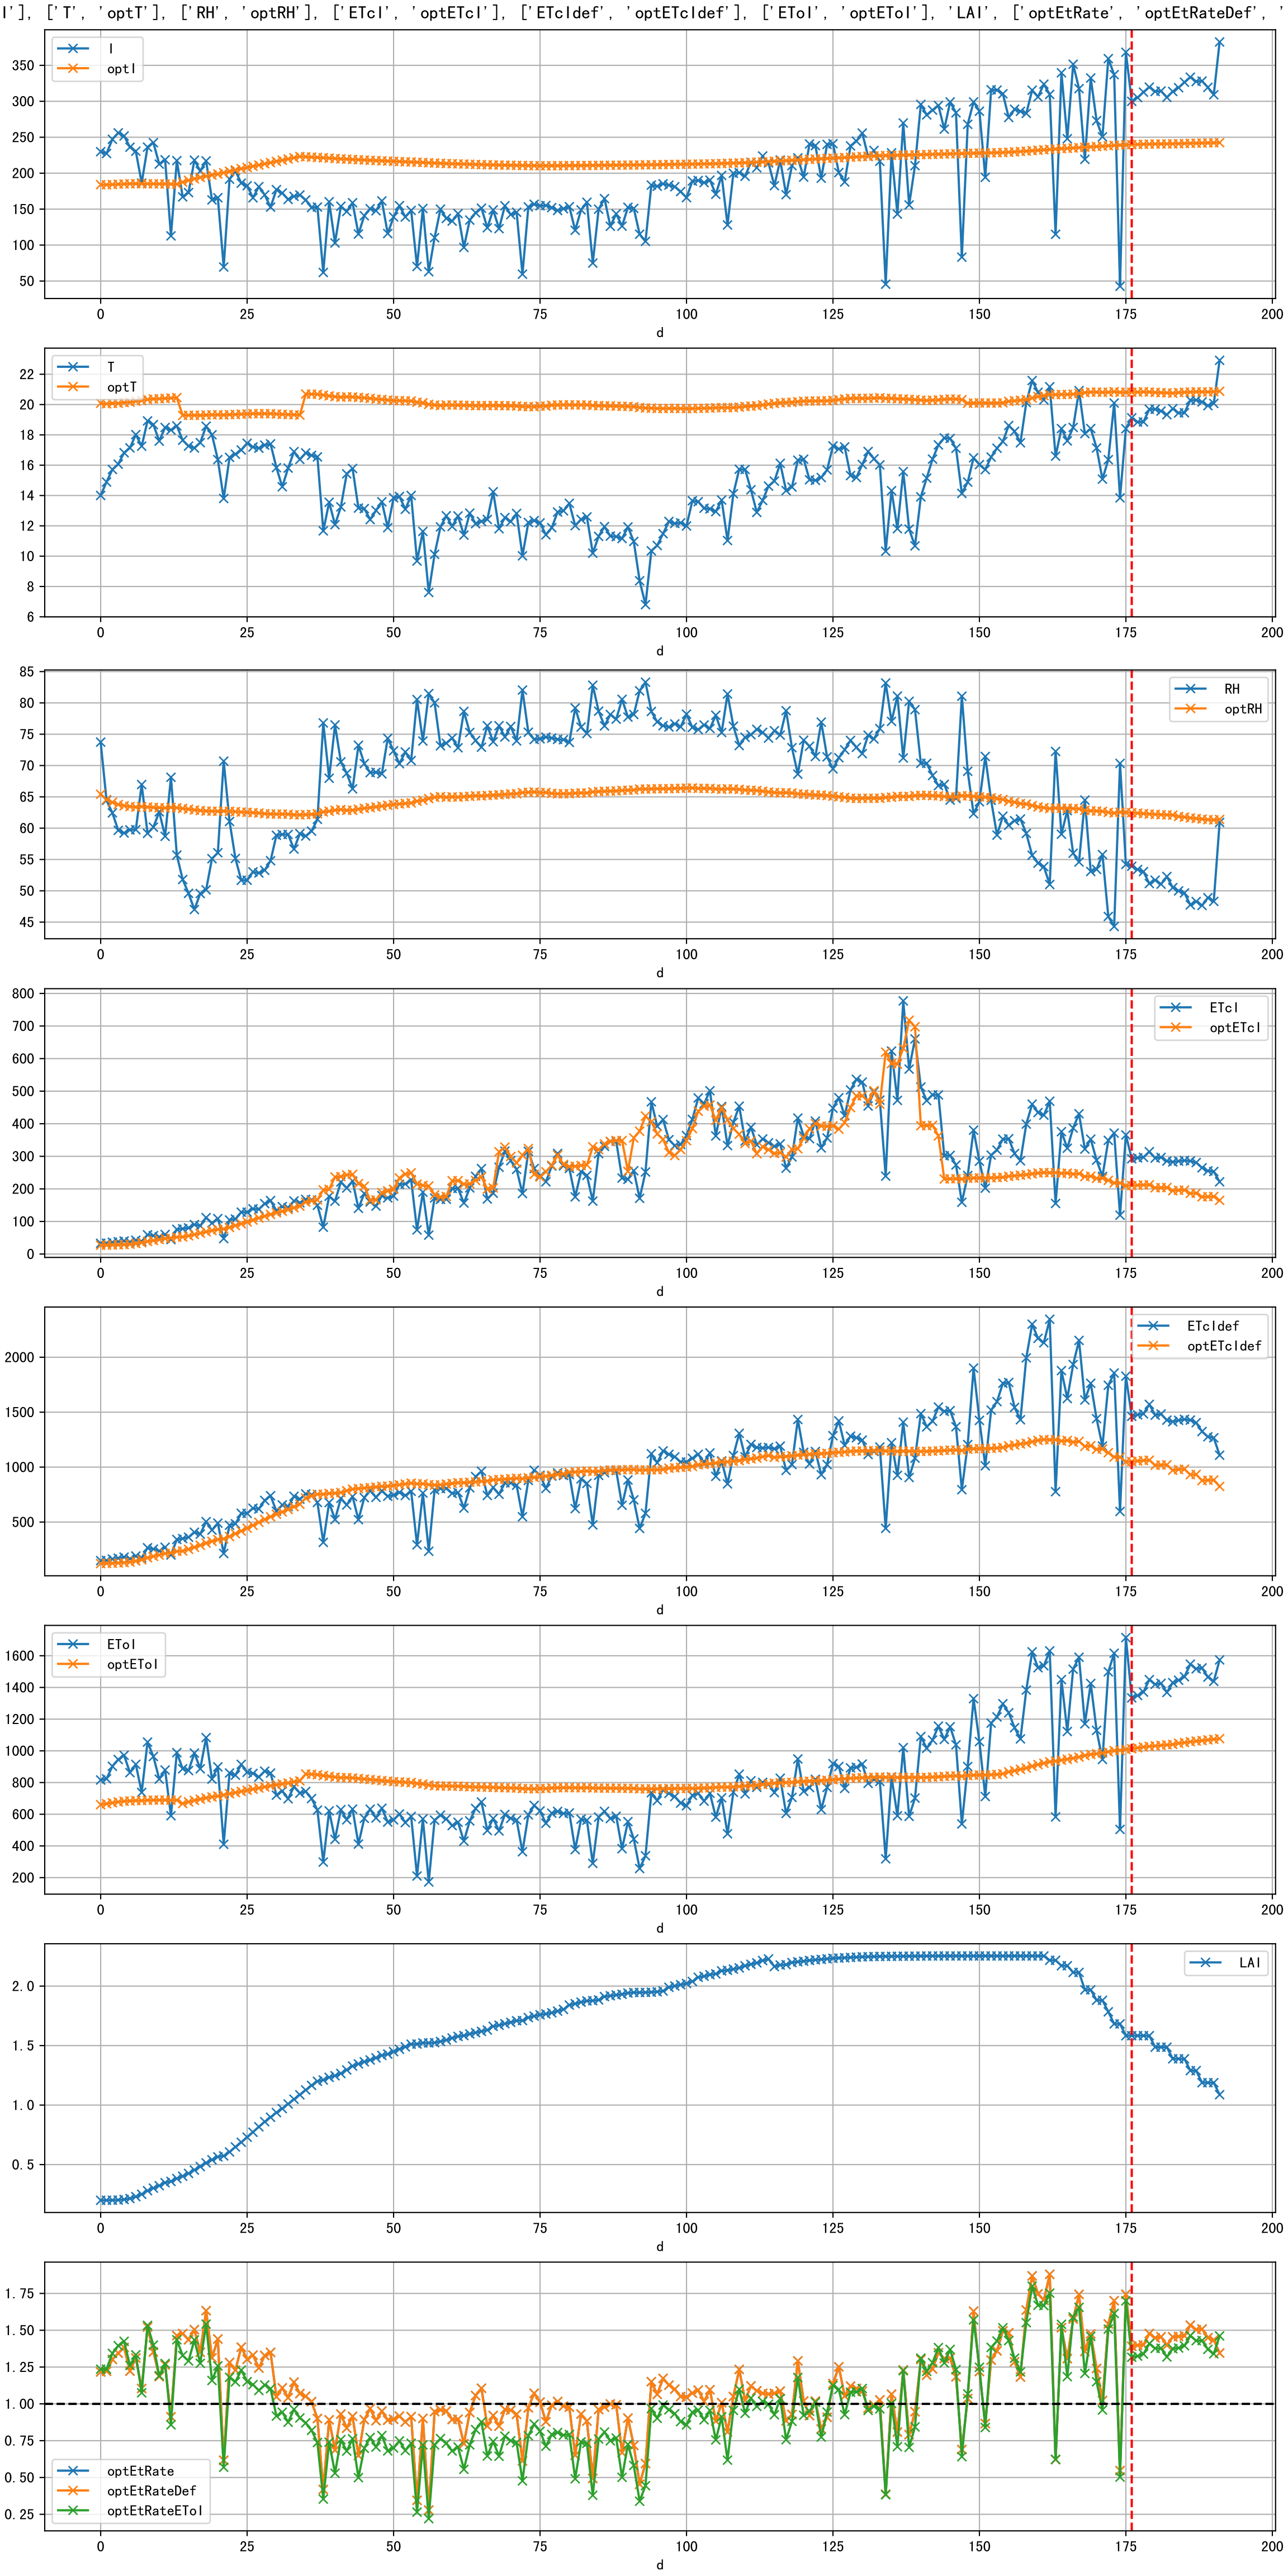 I'], ['T', 'optT'], ['RH', 'optRH'], ['ETcI', 'optETcI'], ['ETcIdef', 'optETcIdef'], ['EToI', 'optEToI'], 'LAI', ['optEtRate', 'optEtRateDef', '
I
optI
350
300
250
200
150
100
50
0 25 50 75 100 125 150 175 200
d
T
optT
22
20
18
16
14
12
10
8
6
0 25 50 75 100 125 150 175 200
d
RH
optRH
85
80
75
70
65
60
55
50
45
0 25 50 75 100 125 150 175 200
d
ETcI
optETcI
800
700
600
500
400
300
200
100
0
0 25 50 75 100 125 150 175 200
d
ETcIdef
optETcIdef
2000
1500
1000
500
0 25 50 75 100 125 150 175 200
d
EToI
optEToI
1600
1400
1200
1000
800
600
400
200
0 25 50 75 100 125 150 175 200
d
LAI
2.0
1.5
1.0
0.5
0 25 50 75 100 125 150 175 200
d
1.75
1.50
1.25
1.00
0.75
0.50
0.25
optEtRate
optEtRateDef
optEtRateEToI
0 25 50 75 100 125 150 175 200
d